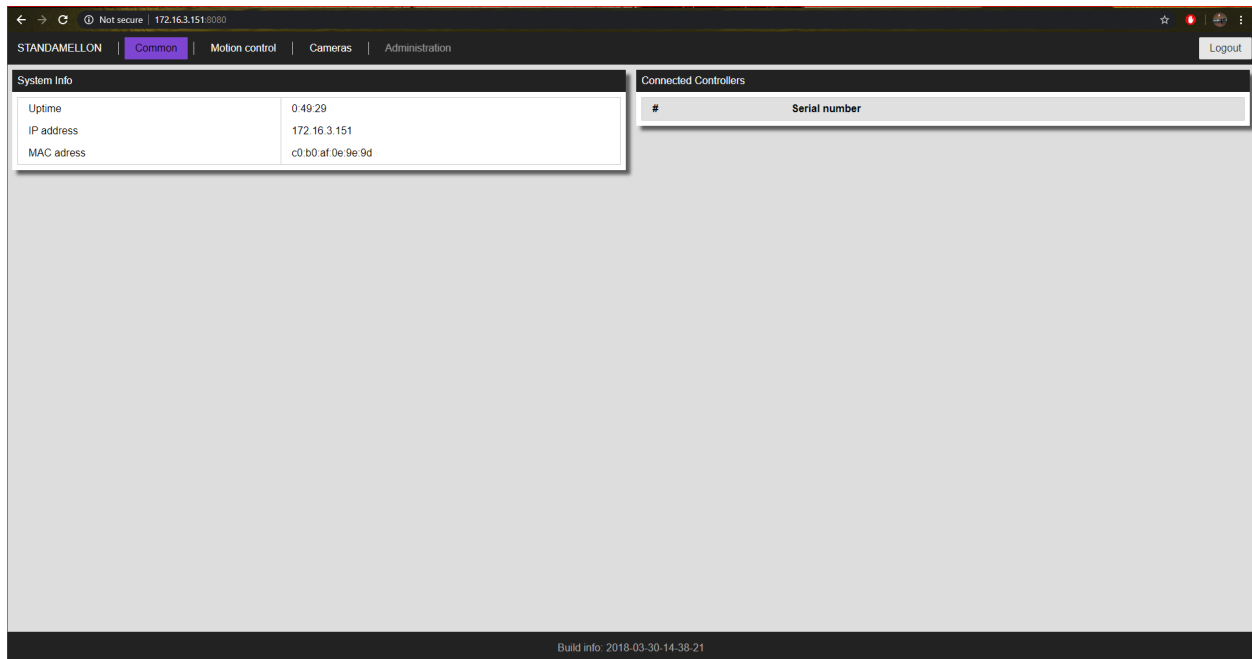 Not secure | 172.16.3.151:8080
STANDAMELLON | Common | Motion control | Cameras | Administration Logout
System Info
Uptime 0:49:29
IP address 172.16.3.151
MAC adress c0:b0:af:0e:9e:9d
Connected Controllers
# Serial number
Build info: 2018-03-30-14-38-21